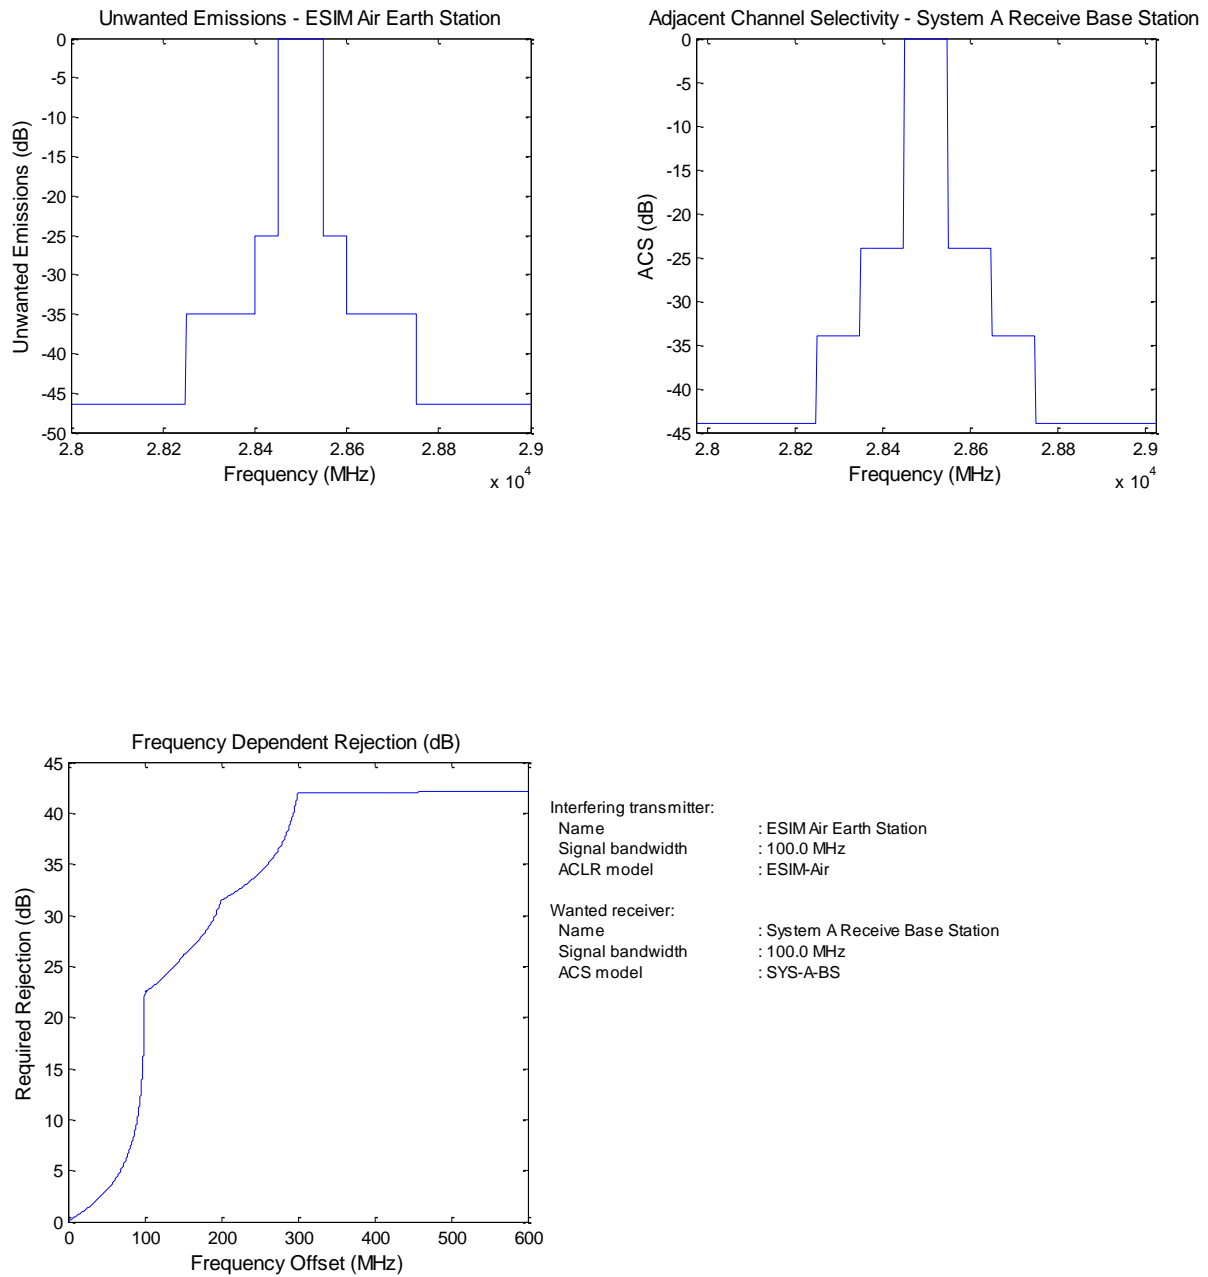 Unwanted Emissions - ESIM Air Earth Station
0
-5
-10
-15
-20
-25
-30
-35
-40
-45
-50
Unwanted Emissions (dB)
2.8
2.82
2.84
2.86
2.88
2.9
Frequency (MHz)
x 10^4
Adjacent Channel Selectivity - System A Receive Base Station
0
-5
-10
-15
-20
-25
-30
-35
-40
-45
ACS (dB)
2.8
2.82
2.84
2.86
2.88
2.9
Frequency (MHz)
x 10^4
Frequency Dependent Rejection (dB)
45
40
35
30
25
20
15
10
5
0
Required Rejection (dB)
0
100
200
300
400
500
600
Frequency Offset (MHz)
Interfering transmitter:
Name : ESIM Air Earth Station
Signal bandwidth : 100.0 MHz
ACLR model : ESIM-Air
Wanted receiver:
Name : System A Receive Base Station
Signal bandwidth : 100.0 MHz
ACS model : SYS-A-BS